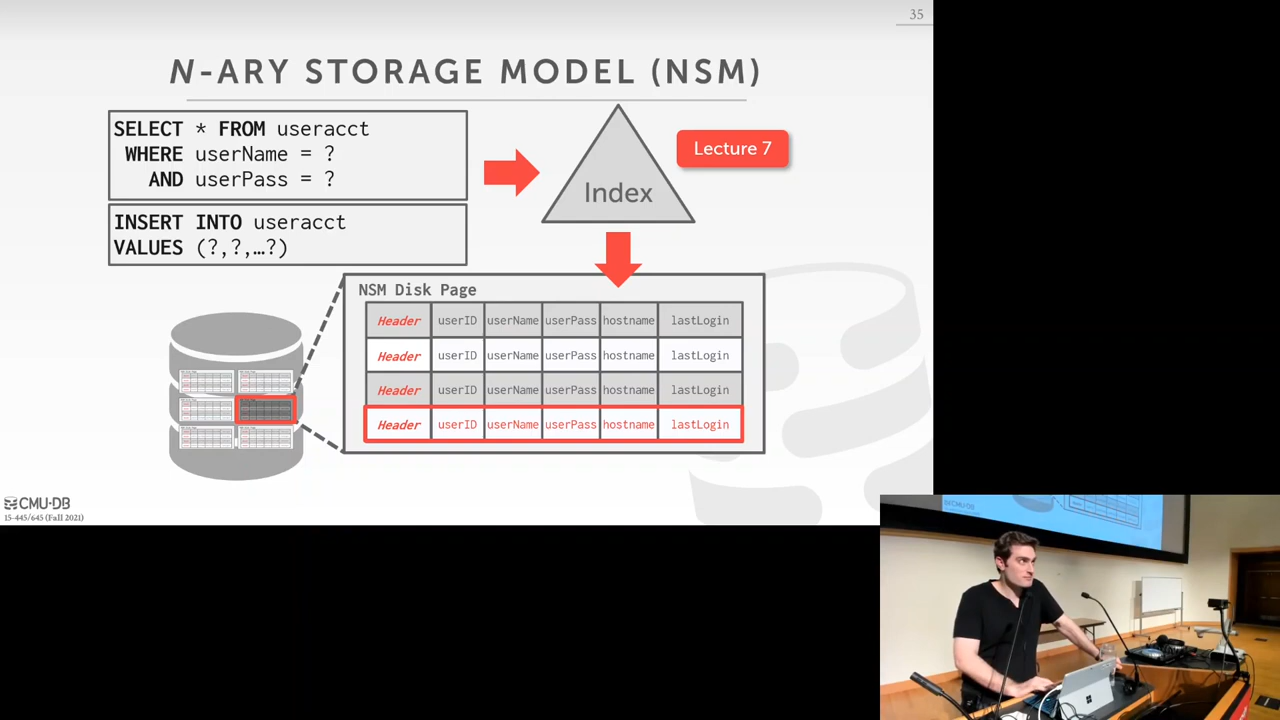 35
N-ARY STORAGE MODEL (NSM)
SELECT * FROM useracct
WHERE userName = ?
AND userPass = ?
INSERT INTO useracct
VALUES (?,?,…?)
Index
Lecture 7
NSM Disk Page
Header userID userName userPass hostname lastLogin
Header userID userName userPass hostname lastLogin
Header userID userName userPass hostname lastLogin
Header userID userName userPass hostname lastLogin
CMU·DB
15-445/645 (Fall 2021)